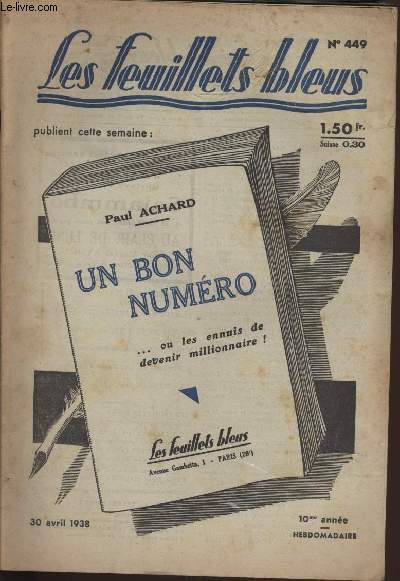 Le-livre.com
N° 449
Les feuillets bleus
publient cette semaine :
1.50 fr.
Suisse 0.30
Paul ACHARD
UN BON
NUMÉRO
... ou les ennuis de
devenir millionnaire !
Les feuillets bleus
Avenue Gambetta, 1 - PARIS (20e)
30 avril 1938
10me année
HEBDOMADAIRE